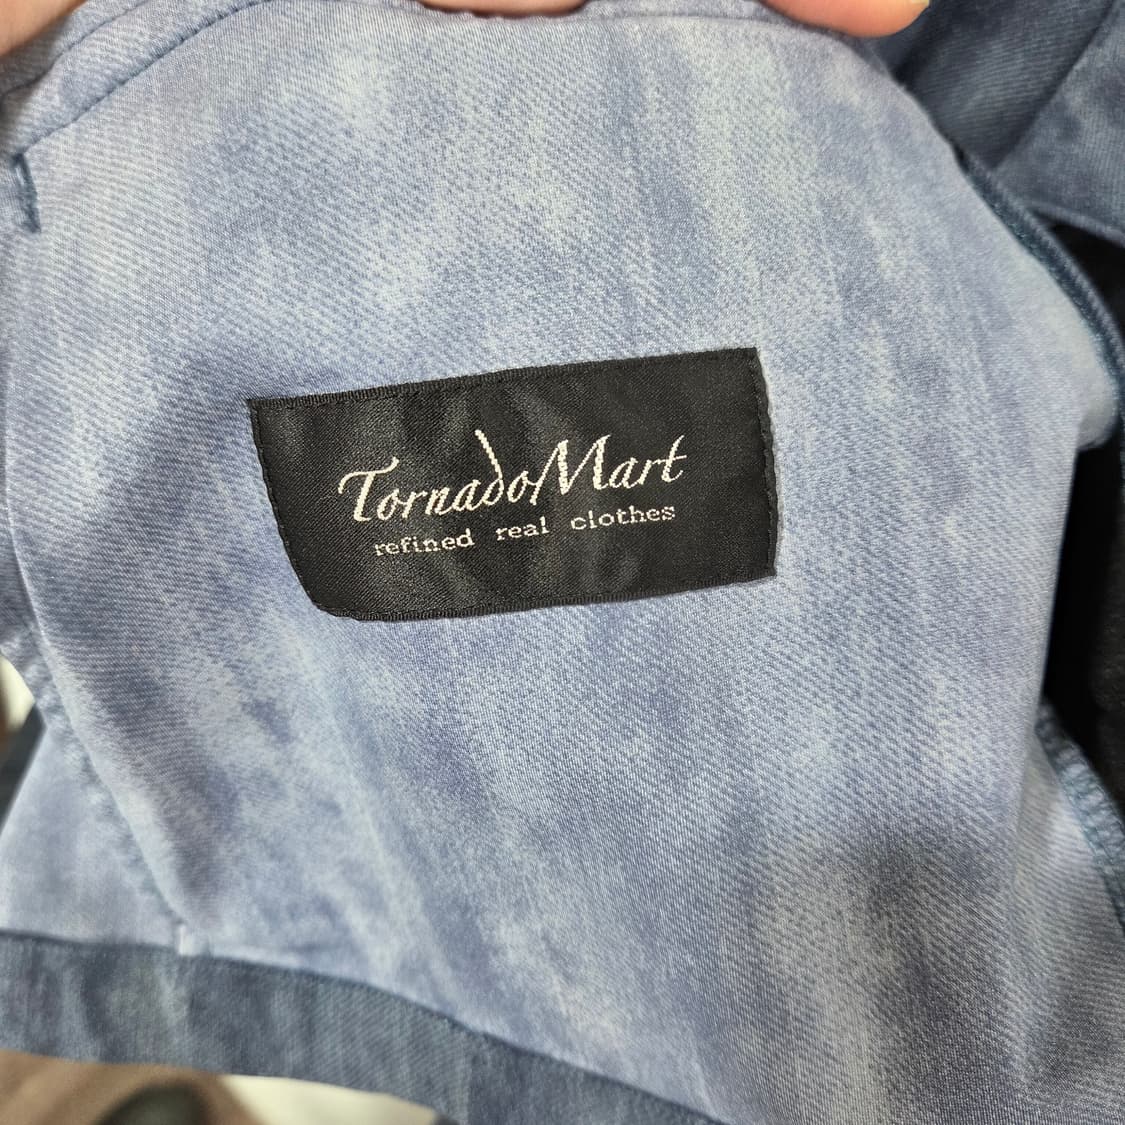 TornadoMart
refined real clothes